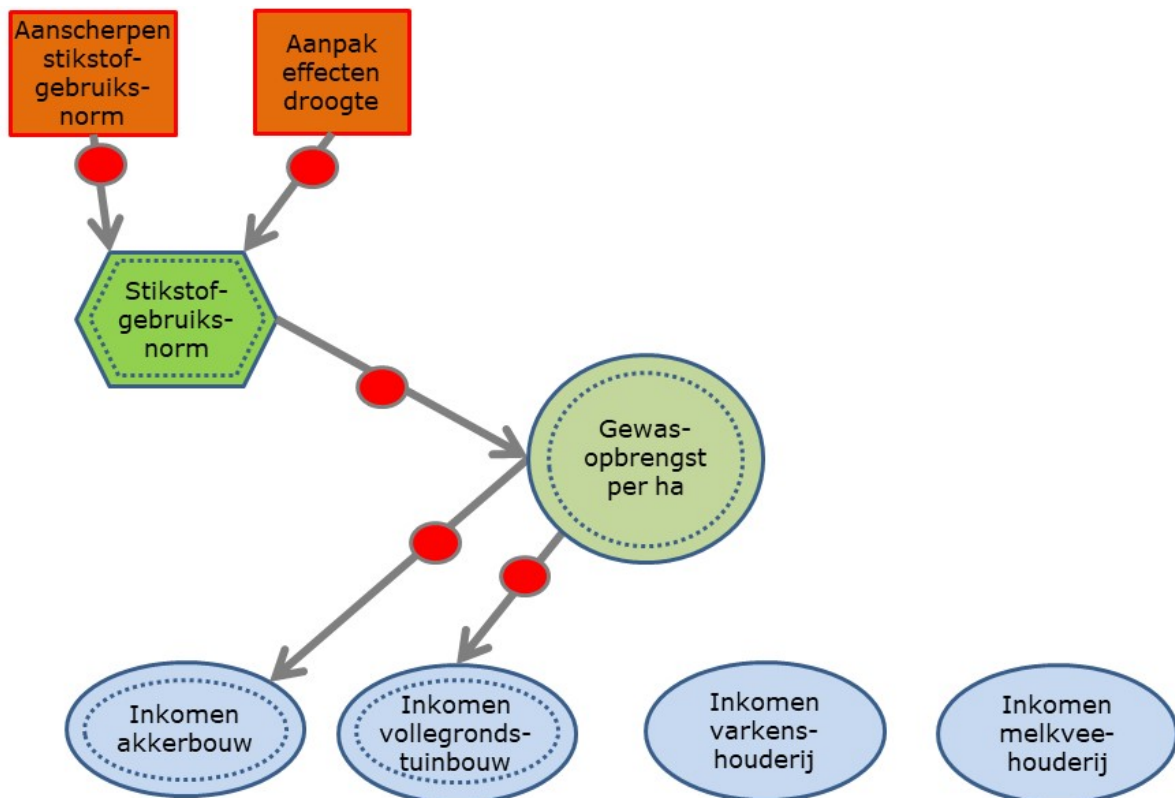 Aanscherpen
stikstof-
gebruiks-
norm
Aanpak
effecten
droogte
Stikstof-
gebruiks-
norm
Gewas-
opbrengst
per ha
Inkomen
akkerbouw
Inkomen
vollegronds-
tuinbouw
Inkomen
varkens-
houderij
Inkomen
melkvee-
houderij